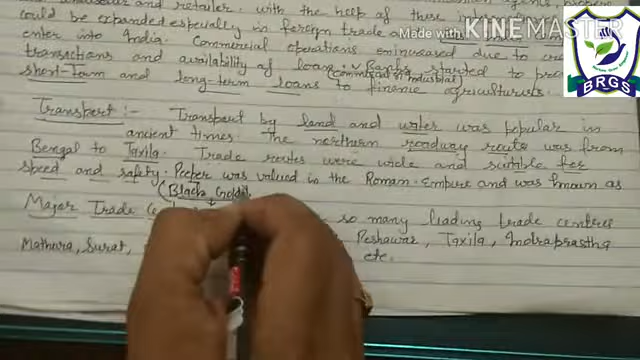 and retailer. with the help of these
could be expanded especially in foreign trade
Made with KINEMASTER
enter into India. Commercial operations due to
transactions and availability of loans. Banks started to
(Commercial & Industrial)
short-term and long-term loans to finance agriculturists.
BRGS
Transport :- Transport by land and water was popular in
ancient times. The northern roadway route was from
Bengal to Taxila. Trade routes were wide and suitable for
speed and safety. Peeper was valued in the Roman Empire and was known as
(Black Gold)
Major Trade so many leading trade centres
Mathura, Surat, Peshawar, Taxila, Indraprastha
etc.